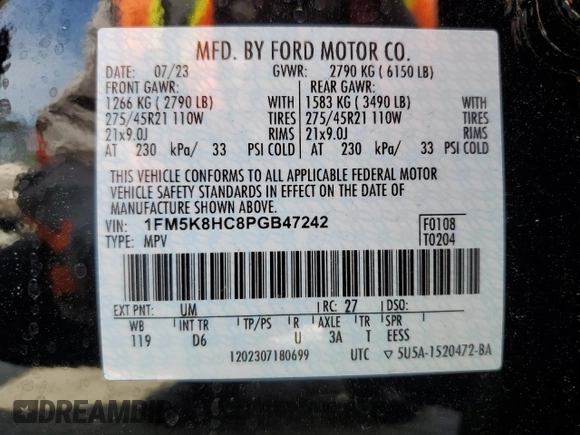 MFD. BY FORD MOTOR CO.
DATE: 07/23 GVWR: 2790 KG ( 6150 LB)
FRONT GAWR: REAR GAWR:
1266 KG ( 2790 LB) WITH 1583 KG ( 3490 LB) WITH
275/45R21 110W TIRES 275/45R21 110W TIRES
21x9.0J RIMS 21x9.0J RIMS
AT 230 kPa/ 33 PSI COLD AT 230 kPa/ 33 PSI COLD
THIS VEHICLE CONFORMS TO ALL APPLICABLE FEDERAL MOTOR
VEHICLE SAFETY STANDARDS IN EFFECT ON THE DATE OF
MANUFACTURE SHOWN ABOVE.
VIN: 1FM5K8HC8PGB47242 F0108
TYPE: MPV T0204
EXT PNT: UM RC: 27 DSO:
WB INT TR TP/PS R AXLE TR SPR
119 D6 U 3A T EESS
1202307180699 UTC ▽ 5U5A-1520472-BA
DREAMBID